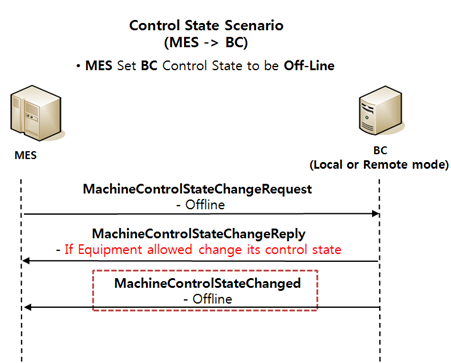 Control State Scenario
(MES -> BC)
• MES Set BC Control State to be Off-Line
MES
BC
(Local or Remote mode)
MachineControlStateChangeRequest
- Offline
MachineControlStateChangeReply
- If Equipment allowed change its control state
MachineControlStateChanged
- Offline